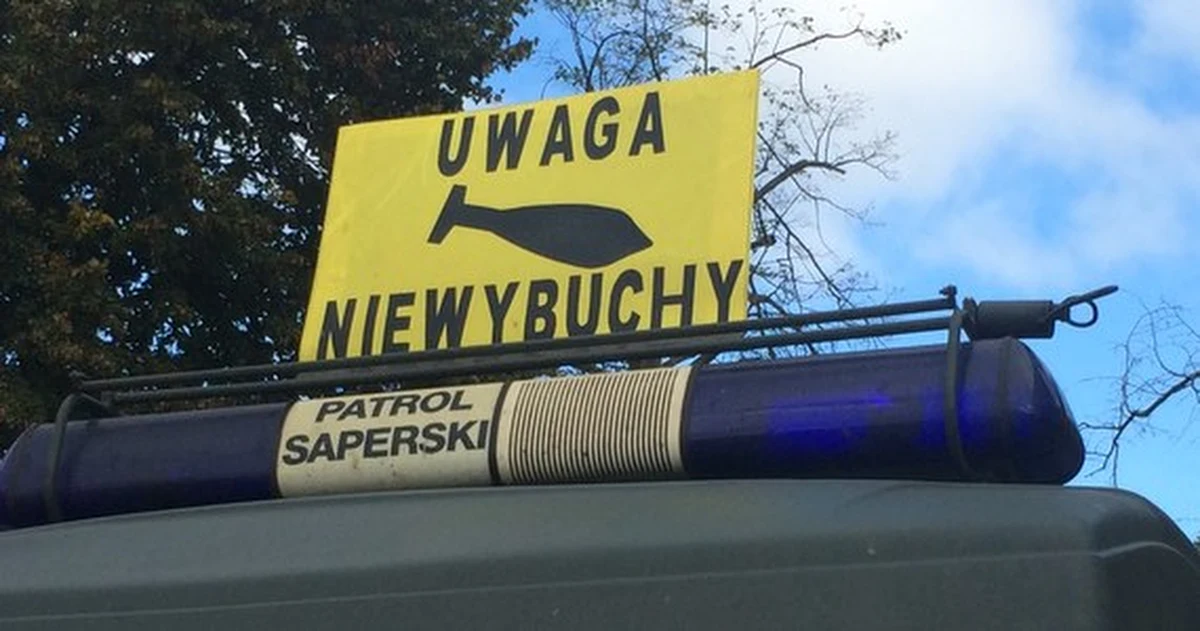 UWAGA
NIEWYBUCHY
PATROL
SAPERSKI